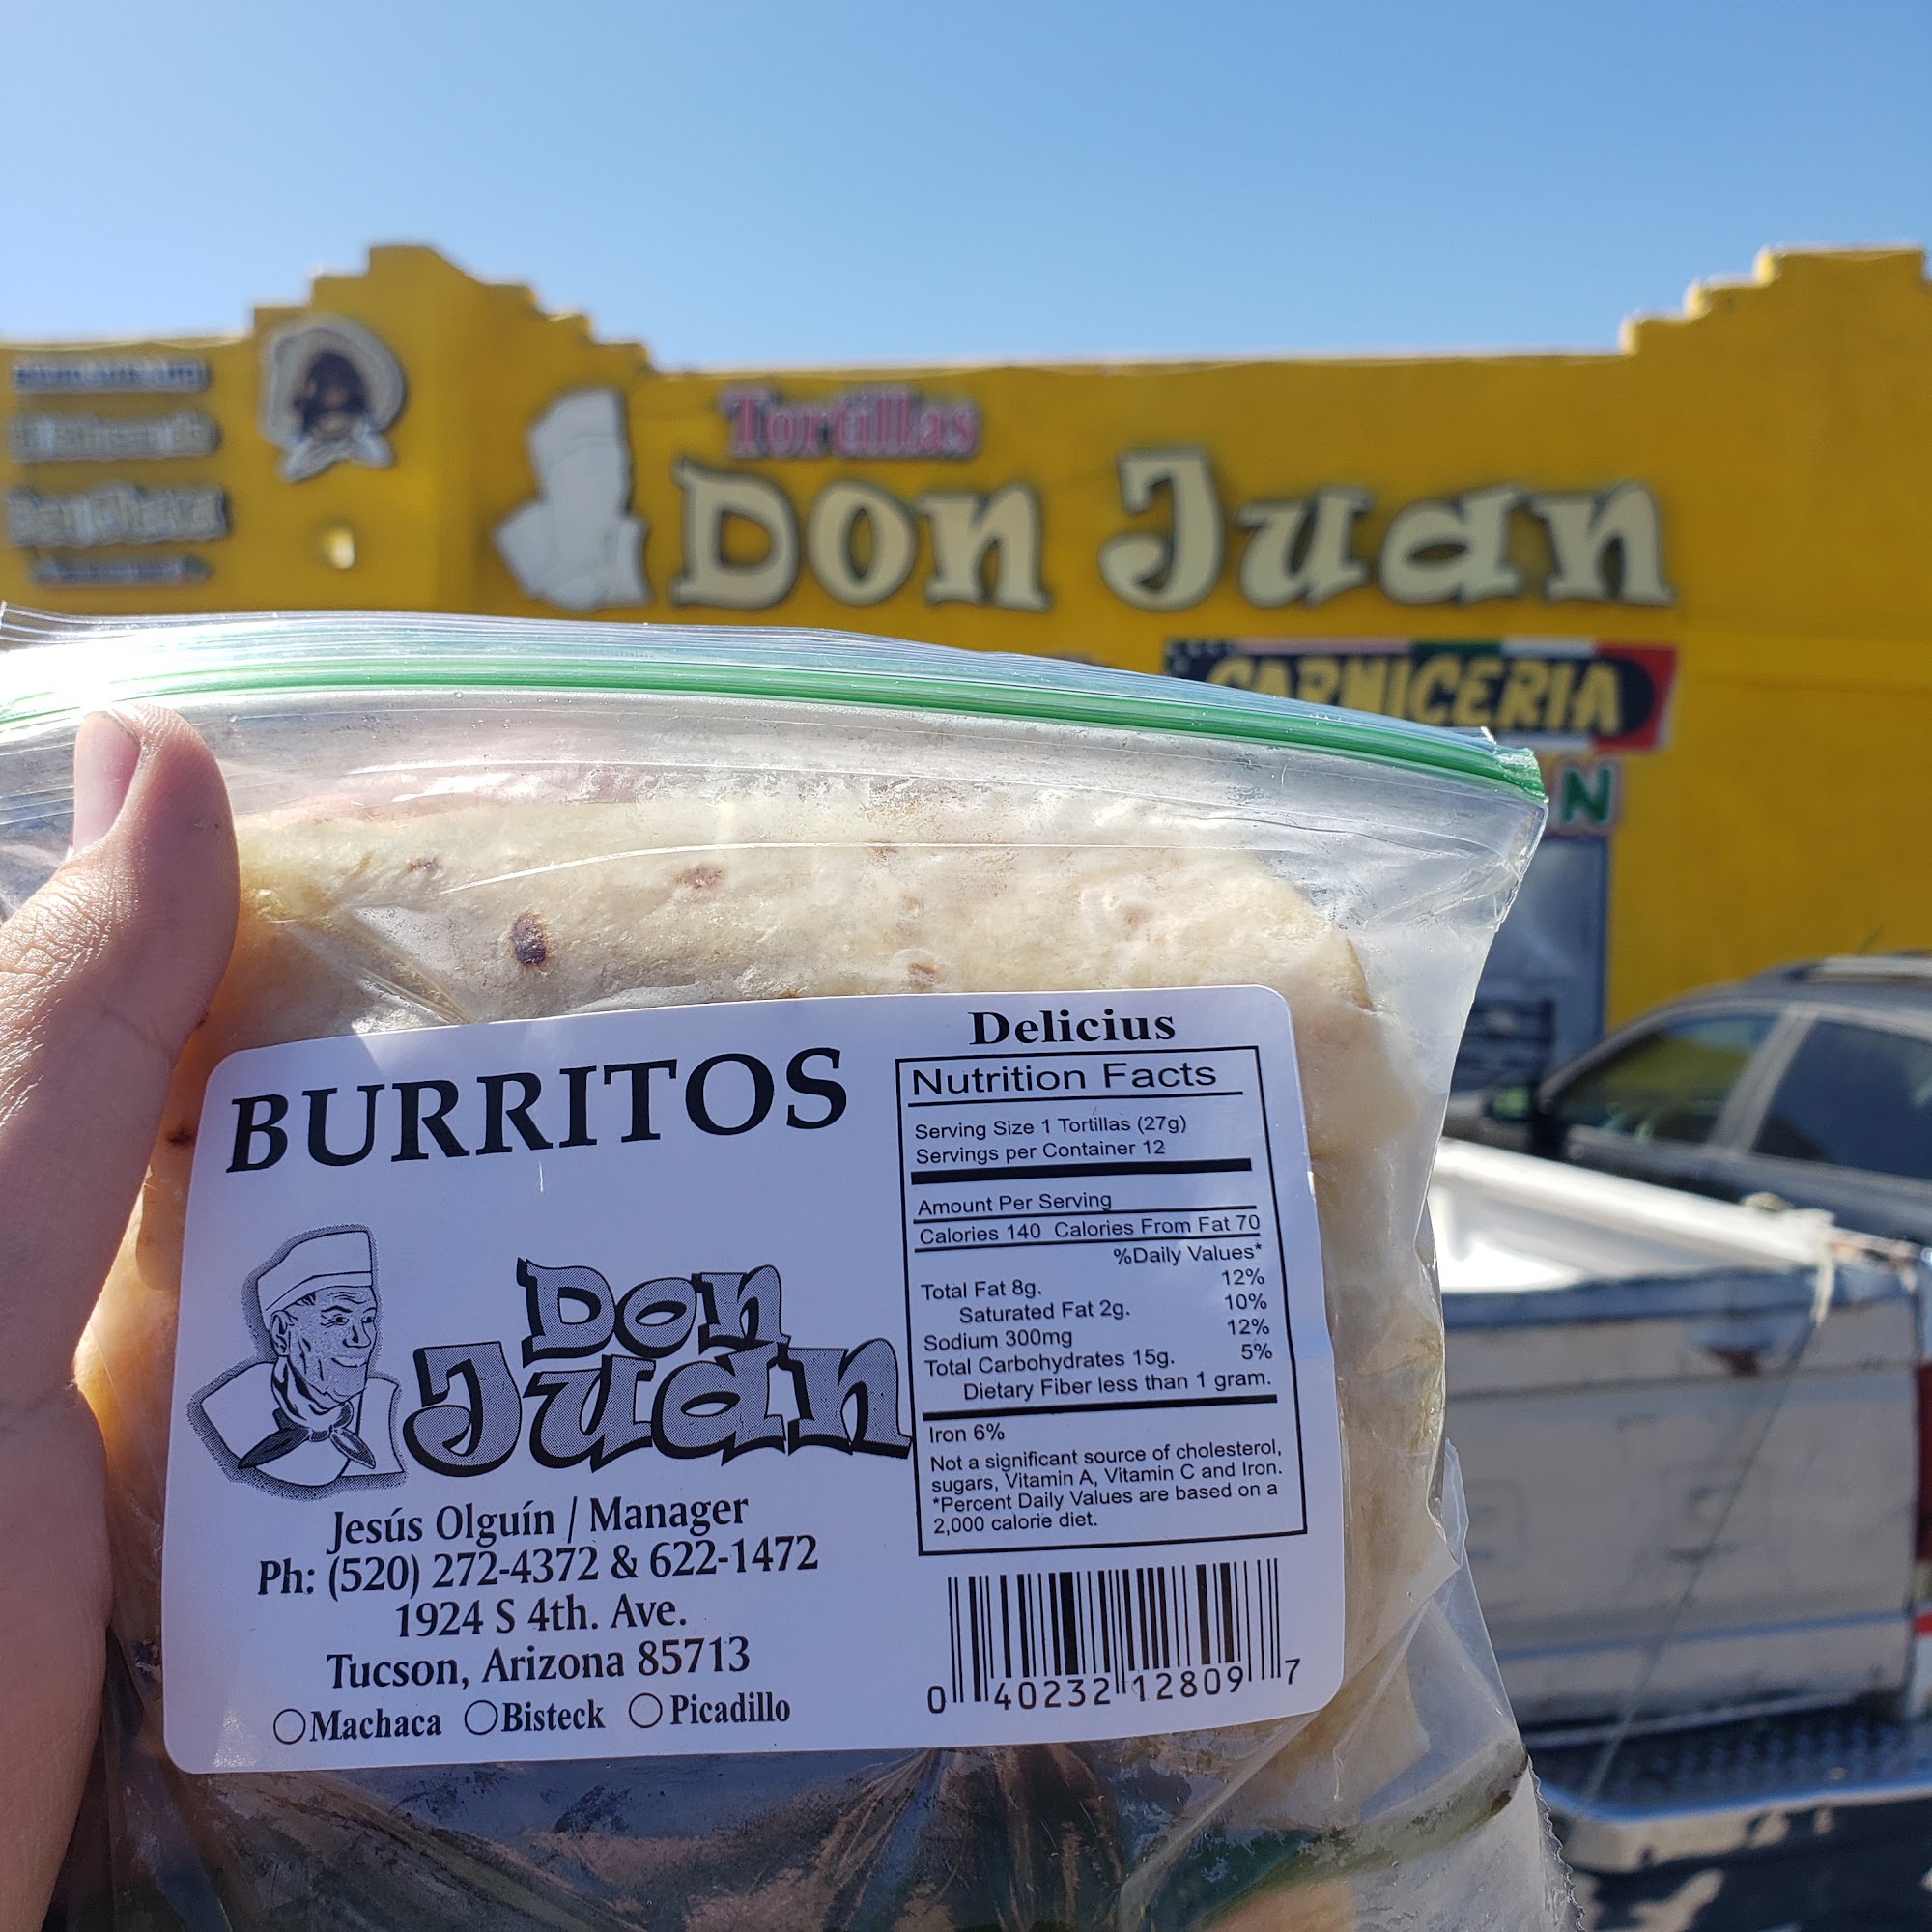 Tortillas
Don Juan
CARNICERIA
N
BURRITOS
Don
Juan
Jesús Olguín / Manager
Ph: (520) 272-4372 & 622-1472
1924 S 4th. Ave.
Tucson, Arizona 85713
Machaca Bisteck Picadillo
Delicius
Nutrition Facts
Serving Size 1 Tortillas (27g)
Servings per Container 12
Amount Per Serving
Calories 140 Calories From Fat 70
%Daily Values*
Total Fat 8g. 12%
Saturated Fat 2g. 10%
Sodium 300mg 12%
Total Carbohydrates 15g. 5%
Dietary Fiber less than 1 gram.
Iron 6%
Not a significant source of cholesterol,
sugars, Vitamin A, Vitamin C and Iron.
*Percent Daily Values are based on a
2,000 calorie diet.
0 40232 12809 7